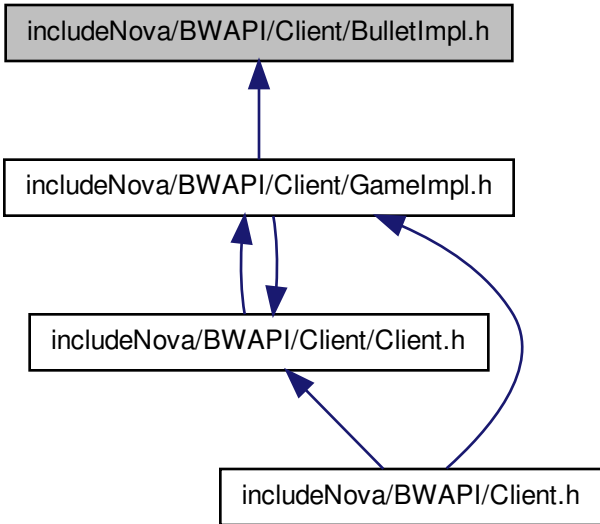 includeNova/BWAPI/Client/BulletImpl.h
includeNova/BWAPI/Client/GameImpl.h
includeNova/BWAPI/Client/Client.h
includeNova/BWAPI/Client.h